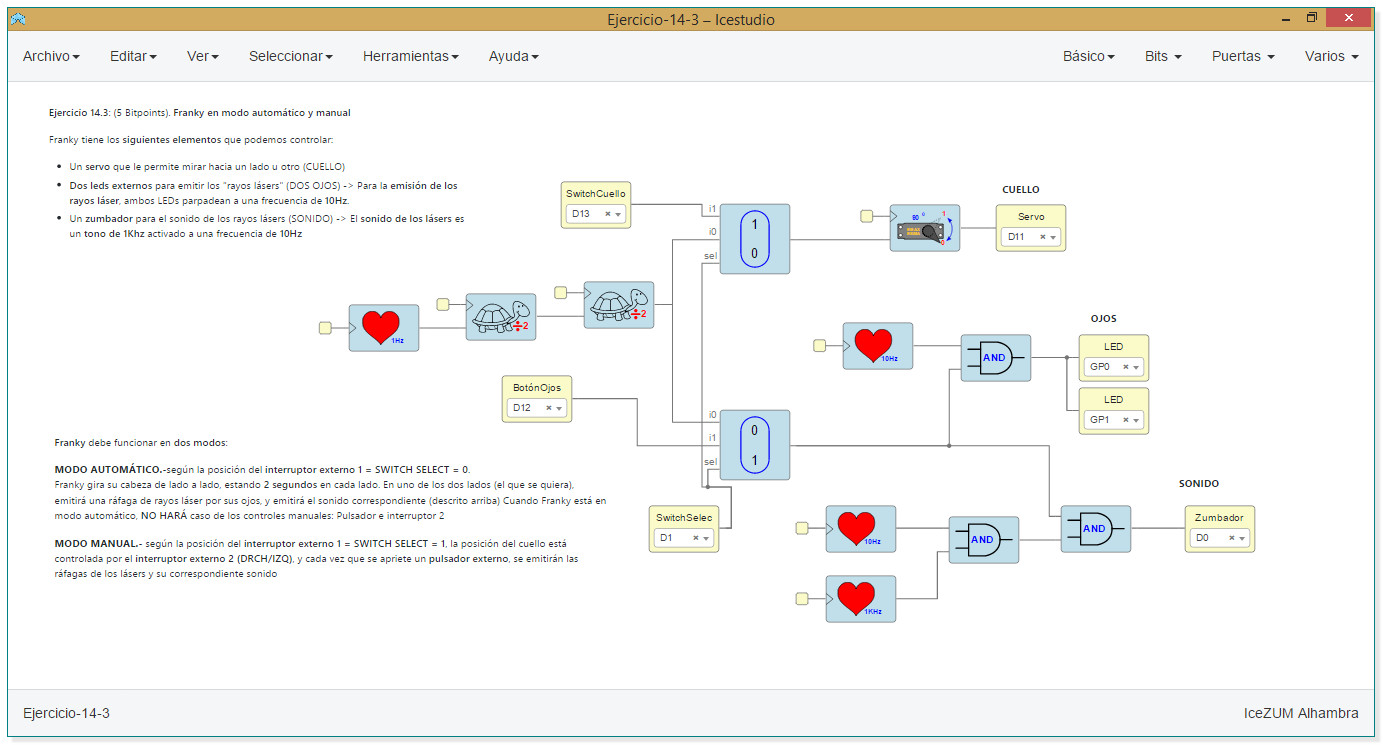 Ejercicio-14-3 – Icestudio
Archivo Editar Ver Seleccionar Herramientas Ayuda Básico Bits Puertas Varios
Ejercicio 14.3: (5 Bitpoints). Franky en modo automático y manual
Franky tiene los siguientes elementos que podemos controlar:
Un servo que le permite mirar hacia un lado u otro (CUELLO)
Dos leds externos para emitir los "rayos lásers" (DOS OJOS) -> Para la emisión de los
rayos láser, ambos LEDs parpadean a una frecuencia de 10Hz.
Un zumbador para el sonido de los rayos lásers (SONIDO) -> El sonido de los lásers es
un tono de 1Khz activado a una frecuencia de 10Hz
SwitchCuello
D13
i1
i0
sel
1
0
90 º
1
0
CUELLO
Servo
D11
1Hz
÷2
÷2
10Hz
AND
OJOS
LED
GP0
LED
GP1
BotónOjos
D12
i0
i1
sel
0
1
SwitchSelec
D1
Franky debe funcionar en dos modos:
MODO AUTOMÁTICO.-según la posición del interruptor externo 1 = SWITCH SELECT = 0.
Franky gira su cabeza de lado a lado, estando 2 segundos en cada lado. En uno de los dos lados (el que se quiera),
emitirá una ráfaga de rayos láser por sus ojos, y emitirá el sonido correspondiente (descrito arriba) Cuando Franky está en
modo automático, NO HARÁ caso de los controles manuales: Pulsador e interruptor 2
MODO MANUAL.- según la posición del interruptor externo 1 = SWITCH SELECT = 1, la posición del cuello está
controlada por el interruptor externo 2 (DRCH/IZQ), y cada vez que se apriete un pulsador externo, se emitirán las
ráfagas de los lásers y su correspondiente sonido
10Hz
1KHz
AND
AND
SONIDO
Zumbador
D0
Ejercicio-14-3
IceZUM Alhambra